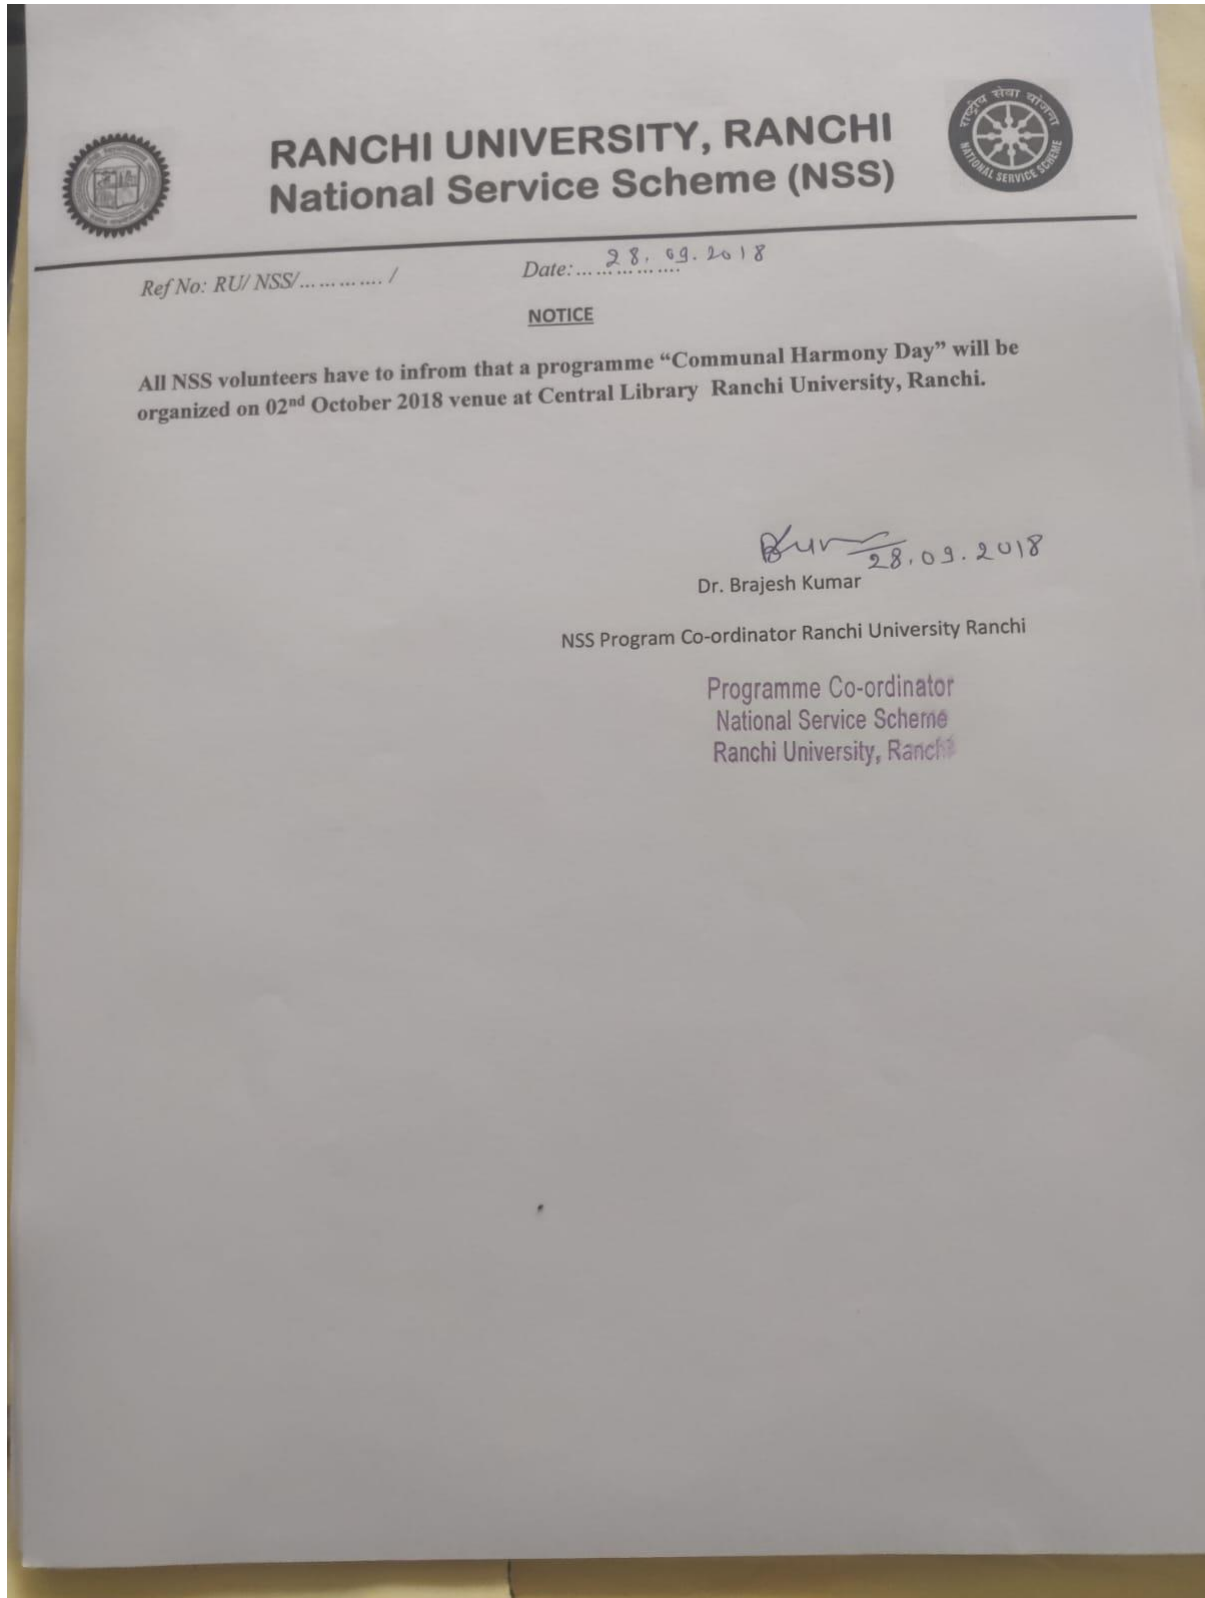 RANCHI UNIVERSITY, RANCHI
National Service Scheme (NSS)
राष्ट्रीय सेवा योजना
NATIONAL SERVICE SCHEME
Ref No: RU/ NSS/............ /
Date:............... 28.09.2018
NOTICE
All NSS volunteers have to infrom that a programme “Communal Harmony Day” will be
organized on 02nd October 2018 venue at Central Library Ranchi University, Ranchi.
28.09.2018
Dr. Brajesh Kumar
NSS Program Co-ordinator Ranchi University Ranchi
Programme Co-ordinator
National Service Scheme
Ranchi University, Ranchi